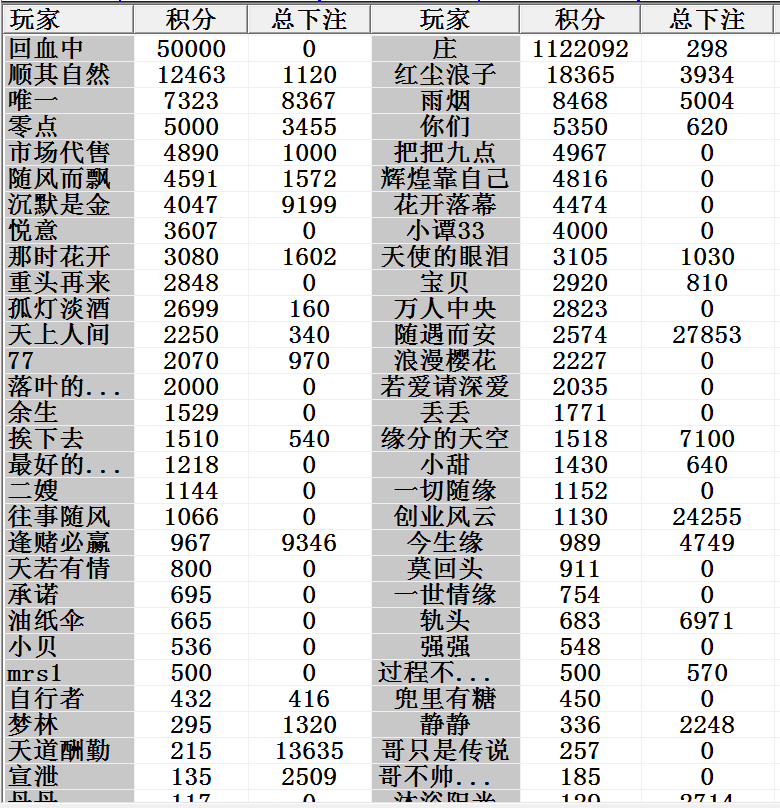 玩家 积分 总下注 玩家 积分 总下注
回血中 50000 0 庄 1122092 298
顺其自然 12463 1120 红尘浪子 18365 3934
唯一 7323 8367 雨烟 8468 5004
零点 5000 3455 你们 5350 620
市场代售 4890 1000 把把九点 4967 0
随风而飘 4591 1572 辉煌靠自己 4816 0
沉默是金 4047 9199 花开落幕 4474 0
悦意 3607 0 小谭33 4000 0
那时花开 3080 1602 天使的眼泪 3105 1030
重头再来 2848 0 宝贝 2920 810
孤灯淡酒 2699 160 万人中央 2823 0
天上人间 2250 340 随遇而安 2574 27853
77 2070 970 浪漫樱花 2227 0
落叶的... 2000 0 若爱请深爱 2035 0
余生 1529 0 丢丢 1771 0
挨下去 1510 540 缘分的天空 1518 7100
最好的... 1218 0 小甜 1430 640
二嫂 1144 0 一切随缘 1152 0
往事随风 1066 0 创业风云 1130 24255
逢赌必赢 967 9346 今生缘 989 4749
天若有情 800 0 莫回头 911 0
承诺 695 0 一世情缘 754 0
油纸伞 665 0 轨头 683 6971
小贝 536 0 强强 548 0
mrs1 500 0 过程不... 500 570
自行者 432 416 兜里有糖 450 0
梦林 295 1320 静静 336 2248
天道酬勤 215 13635 哥只是传说 257 0
宣泄 135 2509 哥不帅... 185 0
丹丹 117 0 沐浴阳光 129 2714